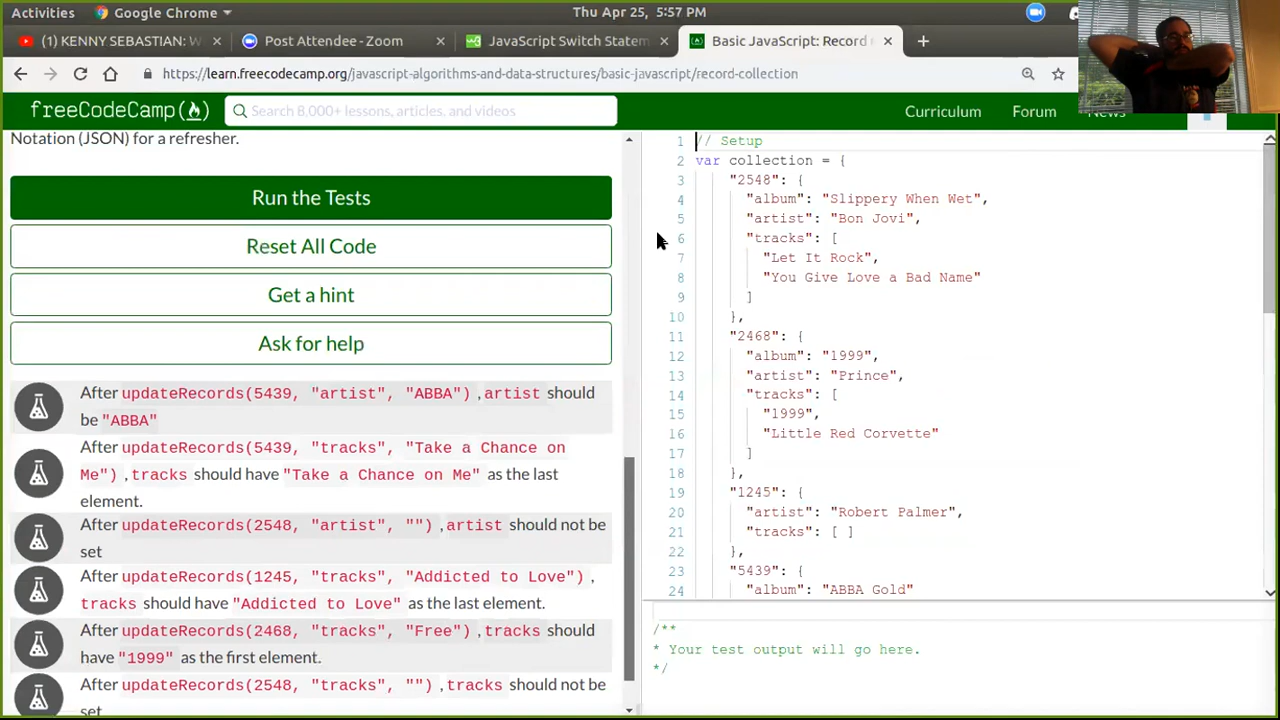 Activities Google Chrome Thu Apr 25, 5:57 PM
(1) KENNY SEBASTIAN: W × Post Attendee - Zoo × JavaScript Switch Statem × Basic JavaScript: Record ×
https://learn.freecodecamp.org/javascript-algorithms-and-data-structures/basic-javascript/record-collection
freeCodeCamp Search 8,000+ lessons, articles, and videos Curriculum Forum News
Notation (JSON) for a refresher.
Run the Tests
Reset All Code
Get a hint
Ask for help
After updateRecords(5439, "artist", "ABBA") , artist should
be "ABBA"
After updateRecords(5439, "tracks", "Take a Chance on
Me") , tracks should have "Take a Chance on Me" as the last
element.
After updateRecords(2548, "artist", "") , artist should not be
set
After updateRecords(1245, "tracks", "Addicted to Love") ,
tracks should have "Addicted to Love" as the last element.
After updateRecords(2468, "tracks", "Free") , tracks should
have "1999" as the first element.
After updateRecords(2548, "tracks", "") , tracks should not be
set
1 // Setup
2 var collection = {
3 "2548": {
4 "album": "Slippery When Wet",
5 "artist": "Bon Jovi",
6 "tracks": [
7 "Let It Rock",
8 "You Give Love a Bad Name"
9 ]
10 },
11 "2468": {
12 "album": "1999",
13 "artist": "Prince",
14 "tracks": [
15 "1999",
16 "Little Red Corvette"
17 ]
18 },
19 "1245": {
20 "artist": "Robert Palmer",
21 "tracks": [ ]
22 },
23 "5439": {
24 "album": "ABBA Gold"
/**
* Your test output will go here.
*/